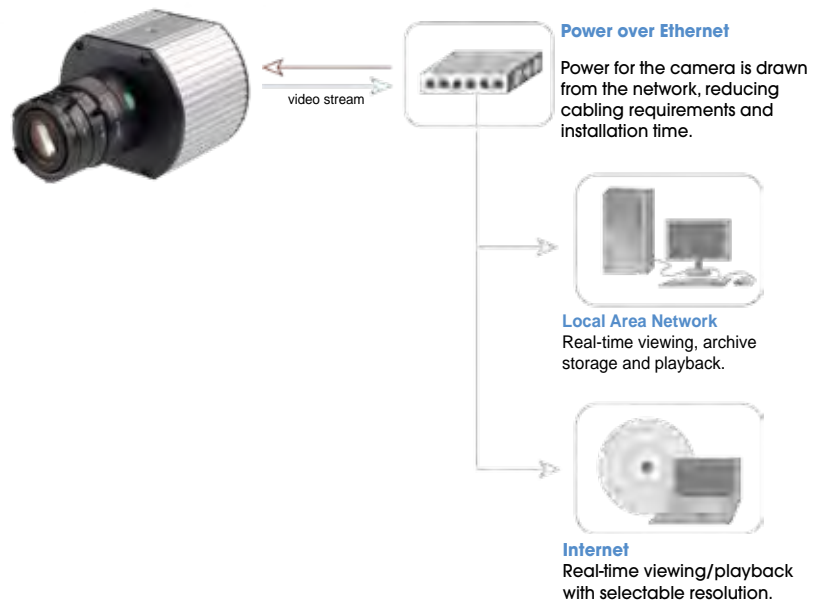 Power over Ethernet
Power for the camera is drawn
from the network, reducing
cabling requirements and
installation time.
video stream
Local Area Network
Real-time viewing, archive
storage and playback.
Internet
Real-time viewing/playback
with selectable resolution.